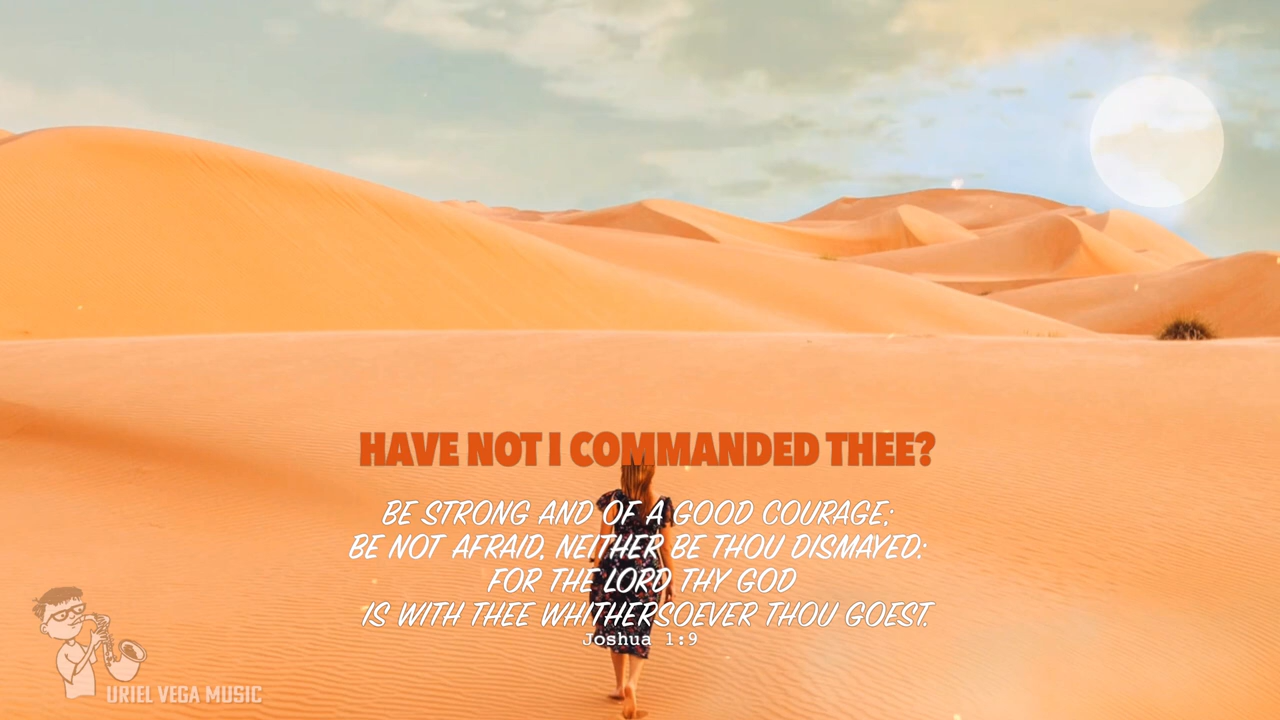 HAVE NOT I COMMANDED THEE?
BE STRONG AND OF A GOOD COURAGE;
BE NOT AFRAID, NEITHER BE THOU DISMAYED:
FOR THE LORD THY GOD
IS WITH THEE WHITHERSOEVER THOU GOEST.
Joshua 1:9
URIEL VEGA MUSIC